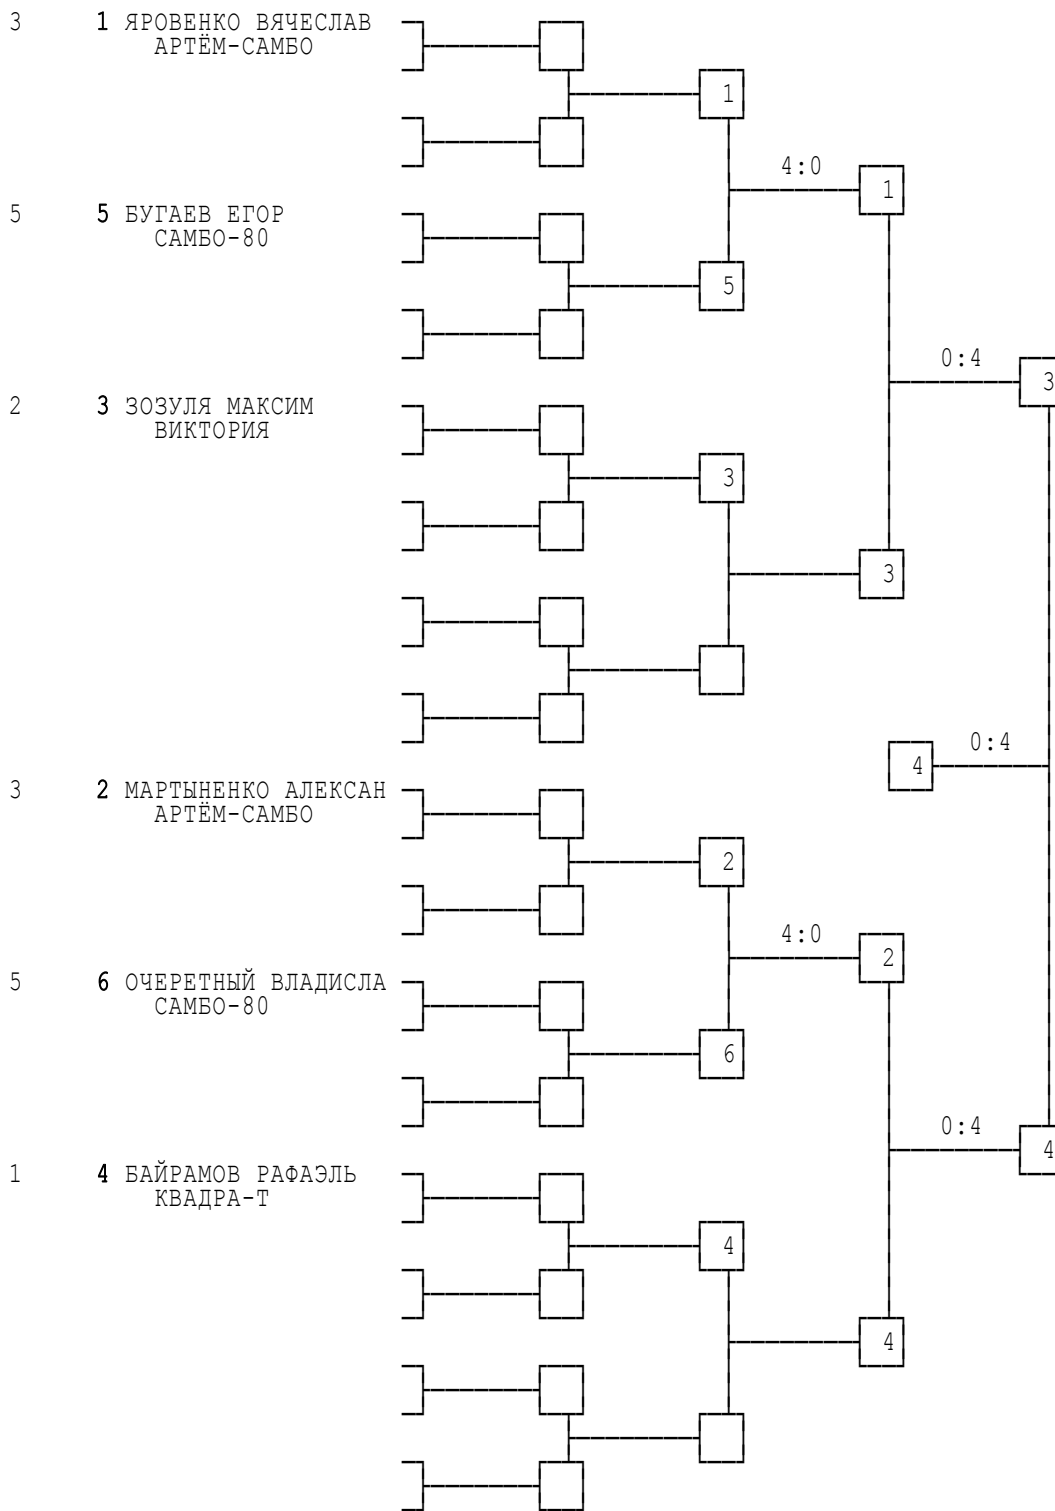 3 1 ЯРОВЕНКО ВЯЧЕСЛАВ
АРТЁМ-САМБО
1
4:0
1
5 5 БУГАЕВ ЕГОР
САМБО-80
5
0:4
3
2 3 ЗОЗУЛЯ МАКСИМ
ВИКТОРИЯ
3
3
0:4
4
3 2 МАРТЫНЕНКО АЛЕКСАН
АРТЁМ-САМБО
2
4:0
2
5 6 ОЧЕРЕТНЫЙ ВЛАДИСЛА
САМБО-80
6
0:4
4
1 4 БАЙРАМОВ РАФАЭЛЬ
КВАДРА-Т
4
4